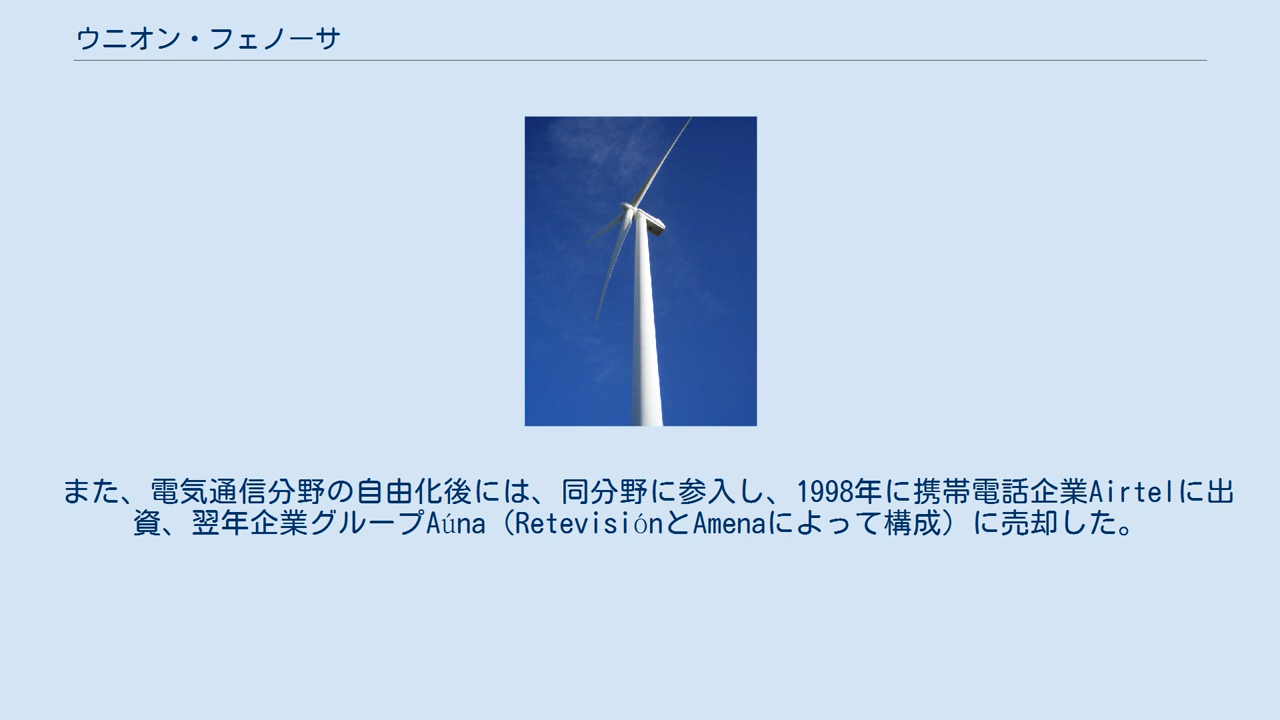 ウニオン・フェノーサ
また、電気通信分野の自由化後には、同分野に参入し、1998年に携帯電話企業Airtelに出
資、翌年企業グループAúna（RetevisiónとAmenaによって構成）に売却した。